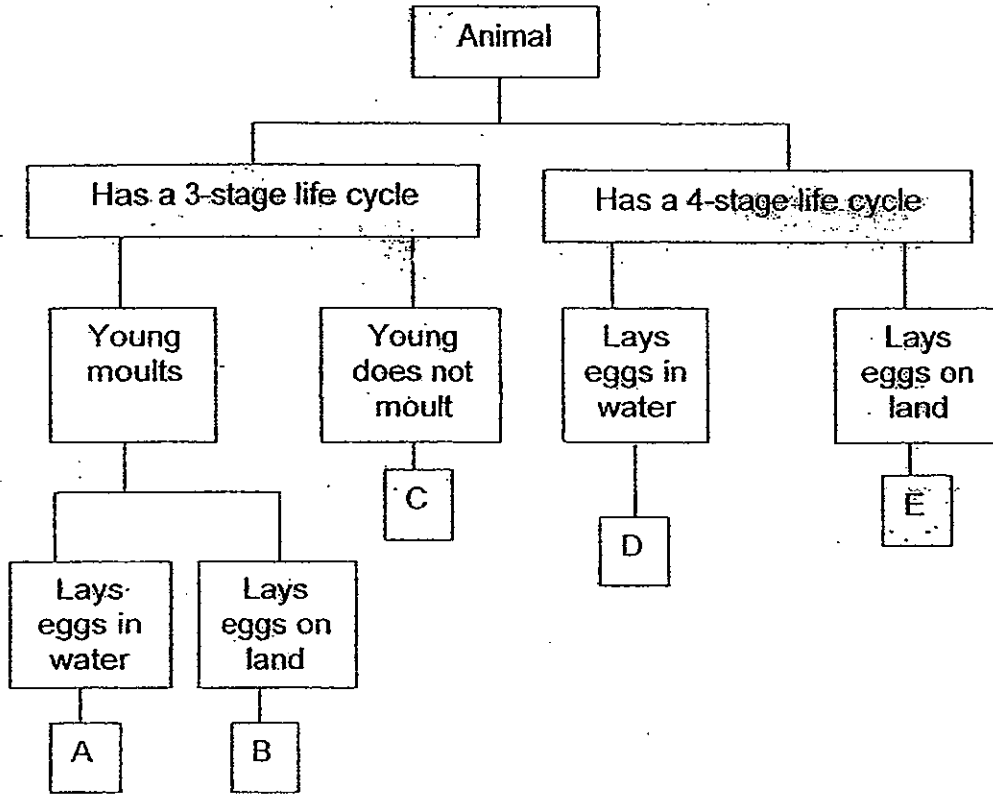 Animal
Has a 3-stage life cycle
Has a 4-stage life cycle
Young
moults
Young
does not
moult
Lays
eggs in
water
Lays
eggs on
land
C
D
E
Lays
eggs in
water
Lays
eggs on
land
A
B